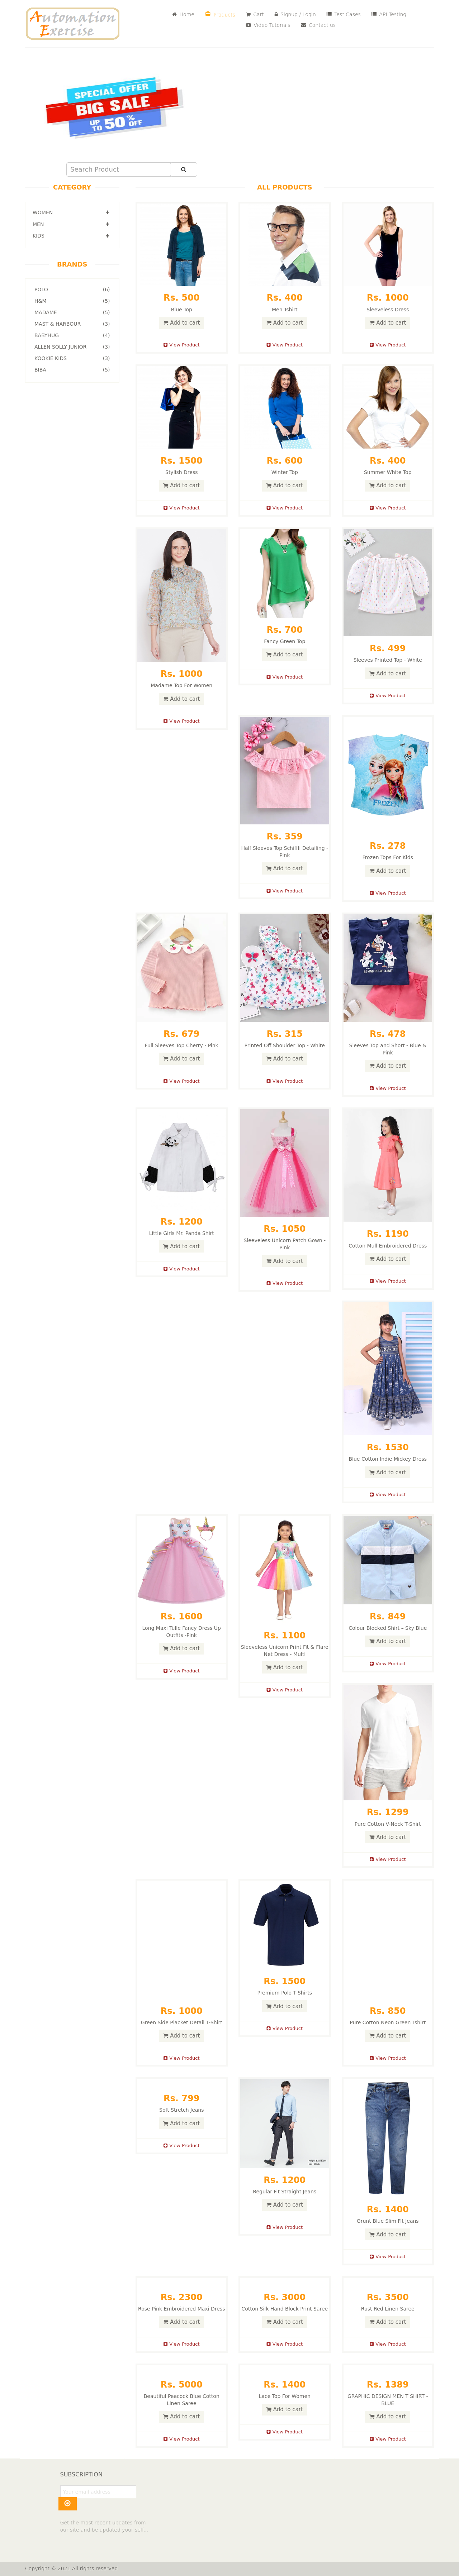 Automation
Exercise
Home
Products
Cart
Signup / Login
Test Cases
API Testing
Video Tutorials
Contact us
SPECIAL OFFER
BIG SALE
UP TO 50% OFF
Search Product
CATEGORY
WOMEN
MEN
KIDS
BRANDS
POLO (6)
H&M (5)
MADAME (5)
MAST & HARBOUR (3)
BABYHUG (4)
ALLEN SOLLY JUNIOR (3)
KOOKIE KIDS (3)
BIBA (5)
ALL PRODUCTS
Rs. 500
Blue Top
Add to cart
View Product
Rs. 400
Men Tshirt
Add to cart
View Product
Rs. 1000
Sleeveless Dress
Add to cart
View Product
Rs. 1500
Stylish Dress
Add to cart
View Product
Rs. 600
Winter Top
Add to cart
View Product
Rs. 400
Summer White Top
Add to cart
View Product
Rs. 1000
Madame Top For Women
Add to cart
View Product
Rs. 700
Fancy Green Top
Add to cart
View Product
Rs. 499
Sleeves Printed Top - White
Add to cart
View Product
Rs. 359
Half Sleeves Top Schiffli Detailing -
Pink
Add to cart
View Product
FROZEN
Rs. 278
Frozen Tops For Kids
Add to cart
View Product
Rs. 679
Full Sleeves Top Cherry - Pink
Add to cart
View Product
Rs. 315
Printed Off Shoulder Top - White
Add to cart
View Product
Rs. 478
Sleeves Top and Short - Blue &
Pink
Add to cart
View Product
Rs. 1200
Little Girls Mr. Panda Shirt
Add to cart
View Product
Rs. 1050
Sleeveless Unicorn Patch Gown -
Pink
Add to cart
View Product
Rs. 1190
Cotton Mull Embroidered Dress
Add to cart
View Product
Rs. 1530
Blue Cotton Indie Mickey Dress
Add to cart
View Product
Rs. 1600
Long Maxi Tulle Fancy Dress Up
Outfits -Pink
Add to cart
View Product
Rs. 1100
Sleeveless Unicorn Print Fit & Flare
Net Dress - Multi
Add to cart
View Product
Rs. 849
Colour Blocked Shirt – Sky Blue
Add to cart
View Product
Rs. 1299
Pure Cotton V-Neck T-Shirt
Add to cart
View Product
Rs. 1000
Green Side Placket Detail T-Shirt
Add to cart
View Product
Rs. 1500
Premium Polo T-Shirts
Add to cart
View Product
Rs. 850
Pure Cotton Neon Green Tshirt
Add to cart
View Product
Rs. 799
Soft Stretch Jeans
Add to cart
View Product
Rs. 1200
Regular Fit Straight Jeans
Add to cart
View Product
Rs. 1400
Grunt Blue Slim Fit Jeans
Add to cart
View Product
Rs. 2300
Rose Pink Embroidered Maxi Dress
Add to cart
View Product
Rs. 3000
Cotton Silk Hand Block Print Saree
Add to cart
View Product
Rs. 3500
Rust Red Linen Saree
Add to cart
View Product
Rs. 5000
Beautiful Peacock Blue Cotton
Linen Saree
Add to cart
View Product
Rs. 1400
Lace Top For Women
Add to cart
View Product
Rs. 1389
GRAPHIC DESIGN MEN T SHIRT -
BLUE
Add to cart
View Product
SUBSCRIPTION
Your email address
Get the most recent updates from
our site and be updated your self...
Copyright © 2021 All rights reserved